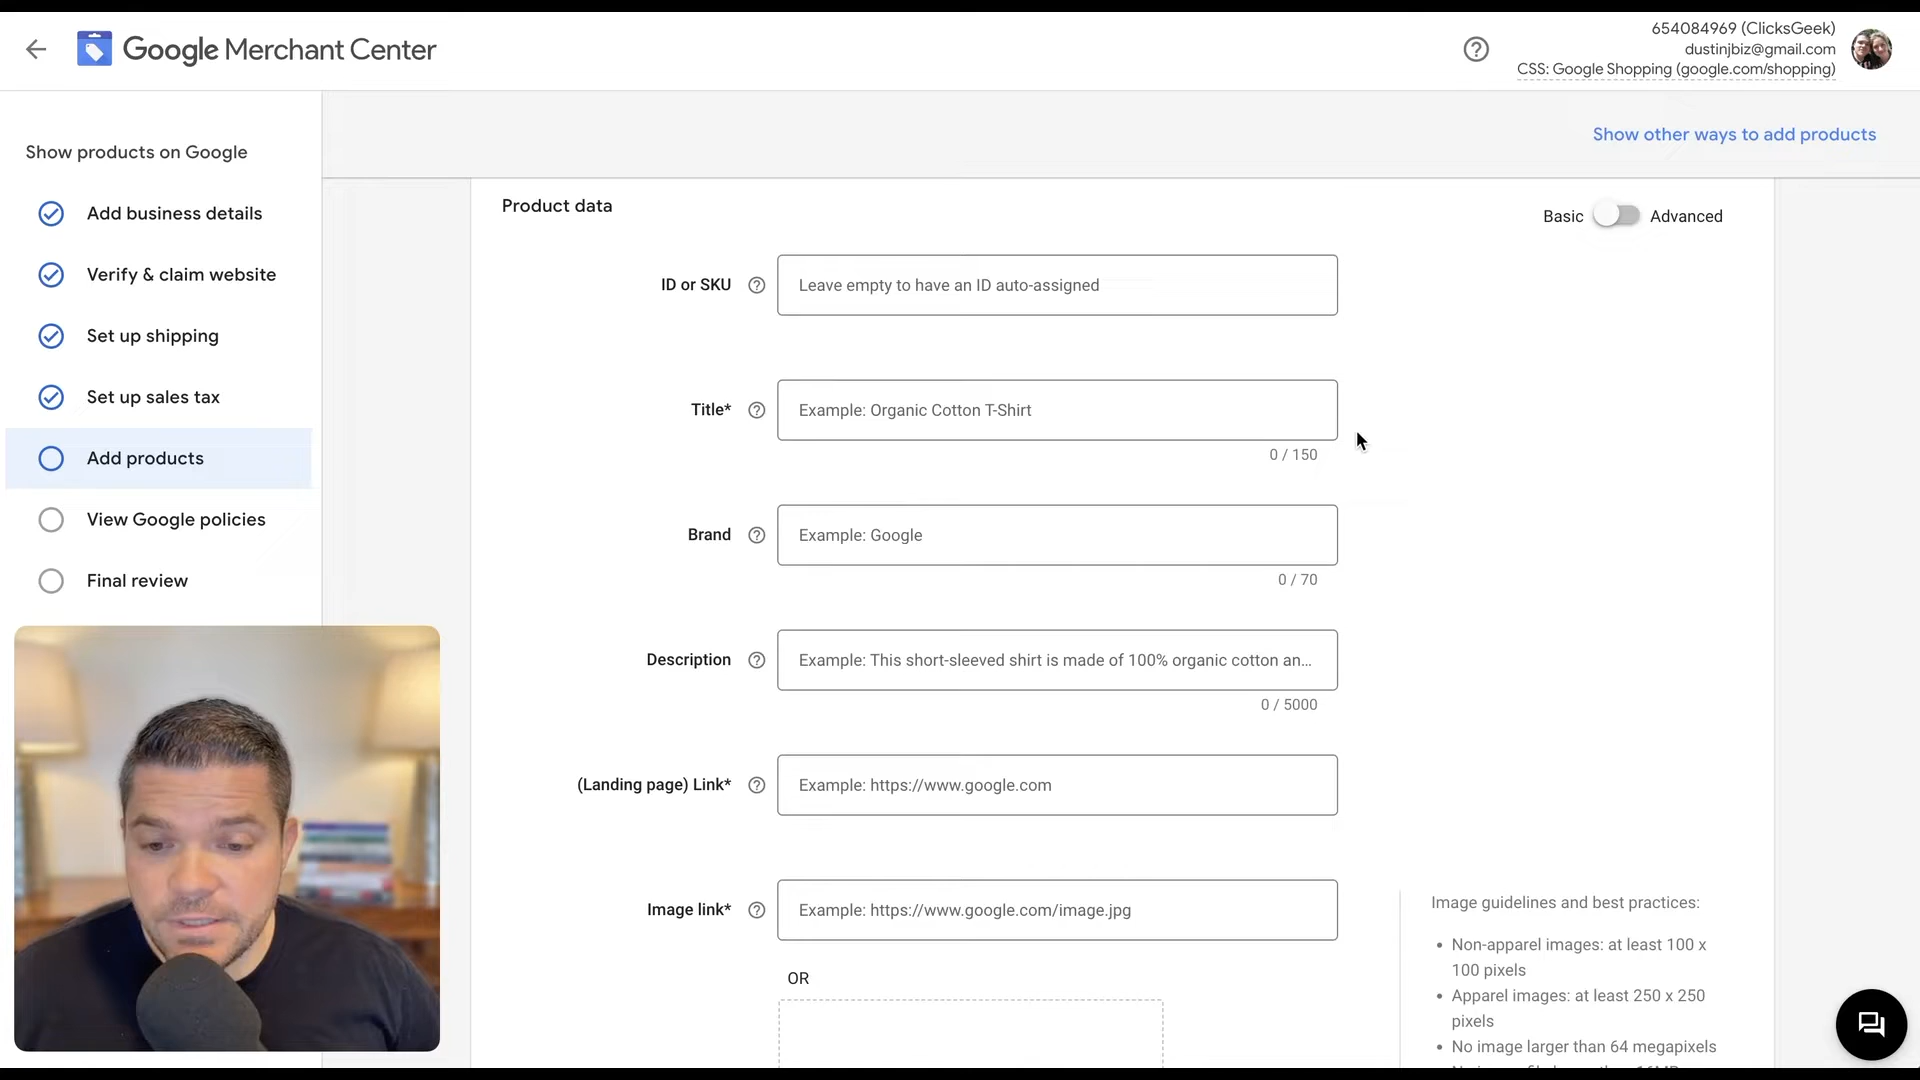 Google Merchant Center
654084969 (ClicksGeek)
dustinjbiz@gmail.com
CSS: Google Shopping (google.com/shopping)
Show products on Google
Add business details
Verify & claim website
Set up shipping
Set up sales tax
Add products
View Google policies
Final review
Show other ways to add products
Product data
Basic
Advanced
ID or SKU
Leave empty to have an ID auto-assigned
Title*
Example: Organic Cotton T-Shirt
0 / 150
Brand
Example: Google
0 / 70
Description
Example: This short-sleeved shirt is made of 100% organic cotton an...
0 / 5000
(Landing page) Link*
Example: https://www.google.com
Image link*
Example: https://www.google.com/image.jpg
OR
Image guidelines and best practices:
• Non-apparel images: at least 100 x
100 pixels
• Apparel images: at least 250 x 250
pixels
• No image larger than 64 megapixels